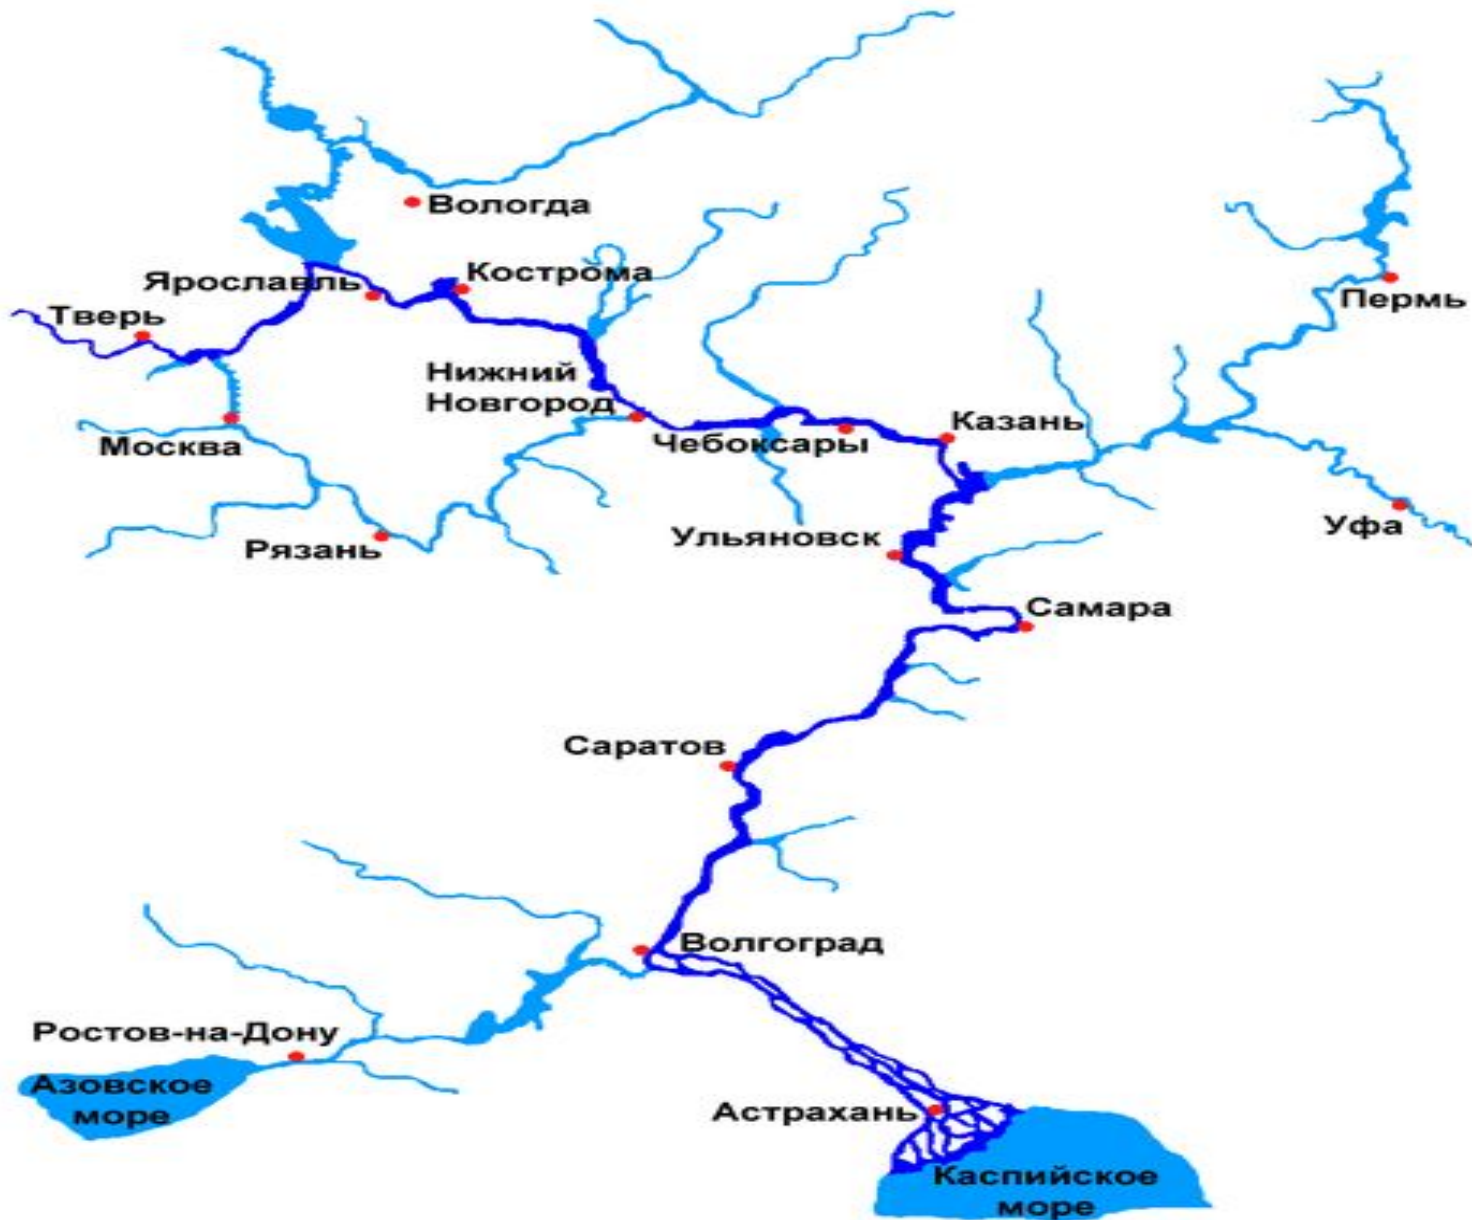 Вологда
Кострома
Ярославль
Пермь
Тверь
Нижний
Новгород
Казань
Чебоксары
Москва
Уфа
Ульяновск
Рязань
Самара
Саратов
Волгоград
Ростов-на-Дону
Азовское
море
Астрахань
Каспийское
море